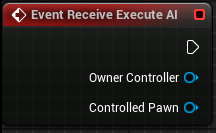 Event Receive Execute AI
Owner Controller
Controlled Pawn